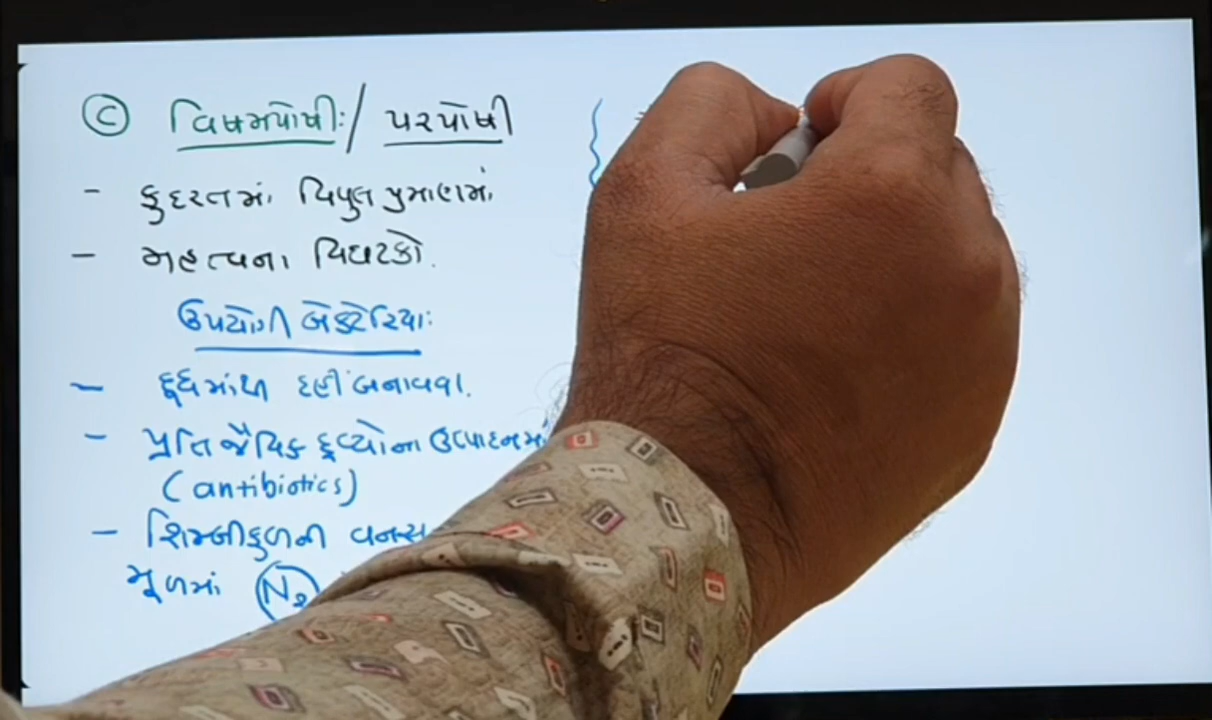 Ⓒ વિષમપોષી:/ પરપોષી
- કુદરતમાં વિપુલ પ્રમાણમાં
- મહત્વના વિઘટકો.
ઉપયોગી બેક્ટેરિયા:
- દૂધમાંથી દહીં બનાવવા.
- પ્રતિજૈવિક દ્રવ્યોના ઉત્પાદનમાં
(antibiotics)
- શિમ્બીકુળની
મૂળમાં N₂